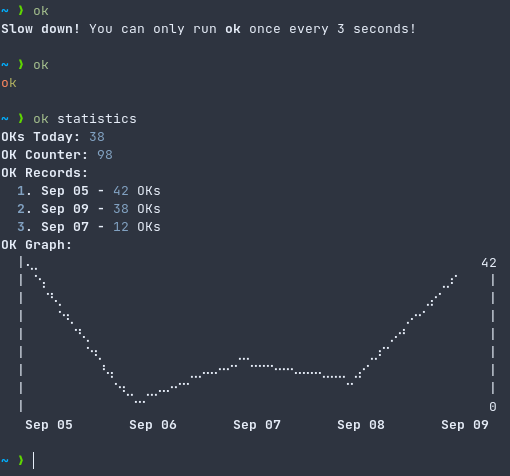 ~ ❯ ok
Slow down! You can only run ok once every 3 seconds!
~ ❯ ok
ok
~ ❯ ok statistics
OKs Today: 38
OK Counter: 98
OK Records:
1. Sep 05 - 42 OKs
2. Sep 09 - 38 OKs
3. Sep 07 - 12 OKs
OK Graph:
42
0
Sep 05 Sep 06 Sep 07 Sep 08 Sep 09
~ ❯